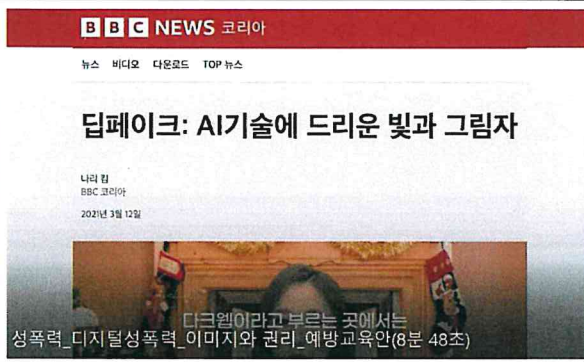 BBC NEWS 코리아
뉴스 비디오 다운로드 TOP 뉴스
딥페이크: AI기술에 드리운 빛과 그림자
나리 킴
BBC 코리아
2021년 3월 12일
다크웹이라고 부르는 곳에서는
성폭력_디지털성폭력_이미지와 권리_예방교육안(8분 48초)